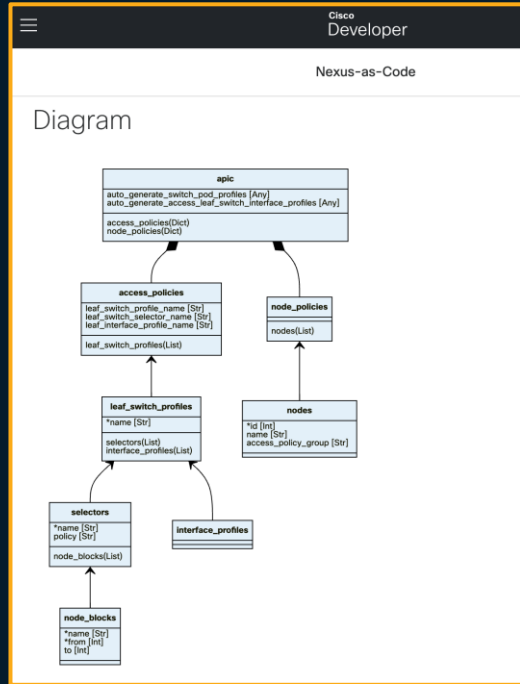 Cisco
Developer
Nexus-as-Code
Diagram
apic
auto_generate_switch_pod_profiles [Any]
auto_generate_access_leaf_switch_interface_profiles [Any]
access_policies(Dict)
node_policies(Dict)
access_policies
leaf_switch_profile_name [Str]
leaf_switch_selector_name [Str]
leaf_interface_profile_name [Str]
leaf_switch_profiles(List)
node_policies
nodes(List)
leaf_switch_profiles
*name [Str]
selectors(List)
interface_profiles(List)
nodes
*id [Int]
name [Str]
access_policy_group [Str]
selectors
*name [Str]
policy [Str]
node_blocks(List)
interface_profiles
node_blocks
*name [Str]
*from [Int]
to [Int]